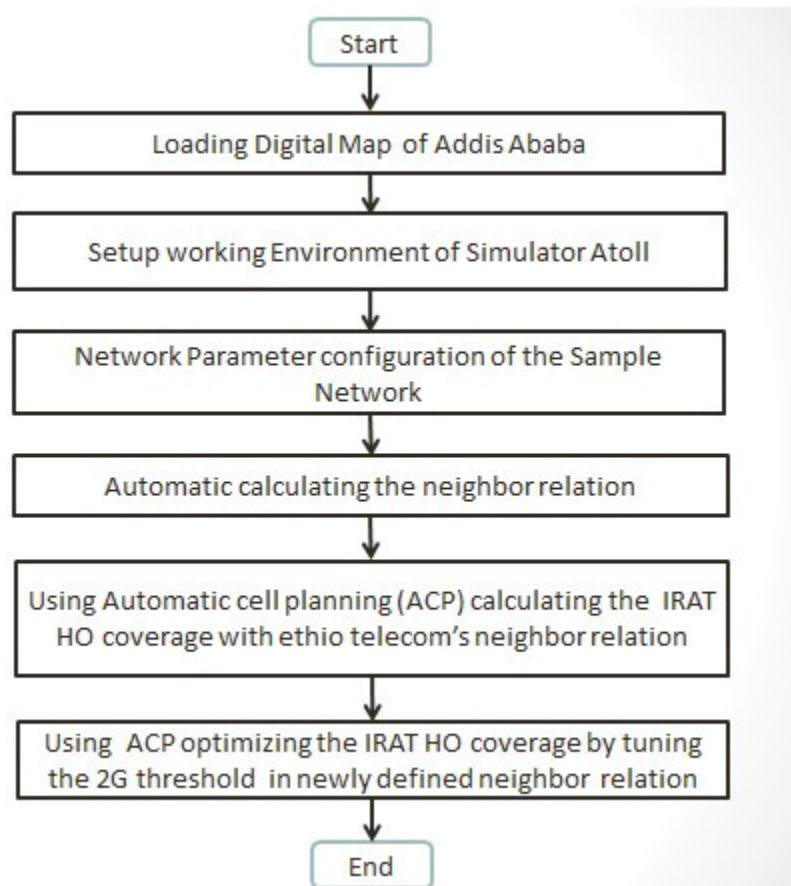 Start
Loading Digital Map of Addis Ababa
Setup working Environment of Simulator Atoll
Network Parameter configuration of the Sample
Network
Automatic calculating the neighbor relation
Using Automatic cell planning (ACP) calculating the IRAT
HO coverage with ethio telecom's neighbor relation
Using ACP optimizing the IRAT HO coverage by tuning
the 2G threshold in newly defined neighbor relation
End